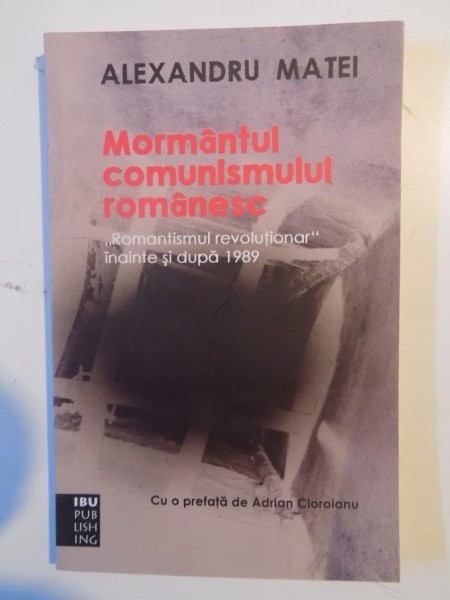 ALEXANDRU MATEI
Mormântul
comunismului
românesc
„Romantismul revoluționar“
înainte și după 1989
Cu o prefață de Adrian Cioroianu
IBU
PUB
LISH
ING